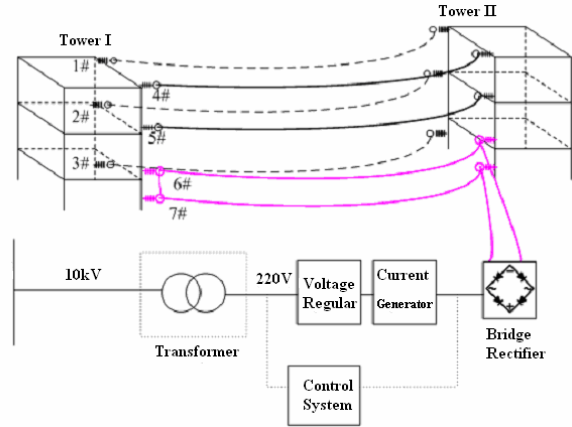 Tower II
Tower I
1#
4#
2#
5#
3#
6#
7#
10kV
220V
Voltage
Regular
Current
Generator
Transformer
Bridge
Rectifier
Control
System